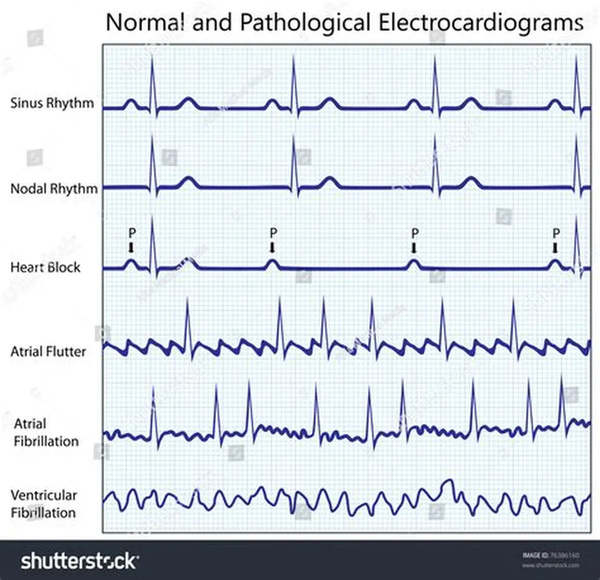 Normal and Pathological Electrocardiograms
Sinus Rhythm
Nodal Rhythm
P P P P
Heart Block
Atrial Flutter
Atrial
Fibrillation
Ventricular
Fibrillation
shutterstock
IMAGE ID: 76386160
www.shutterstock.com